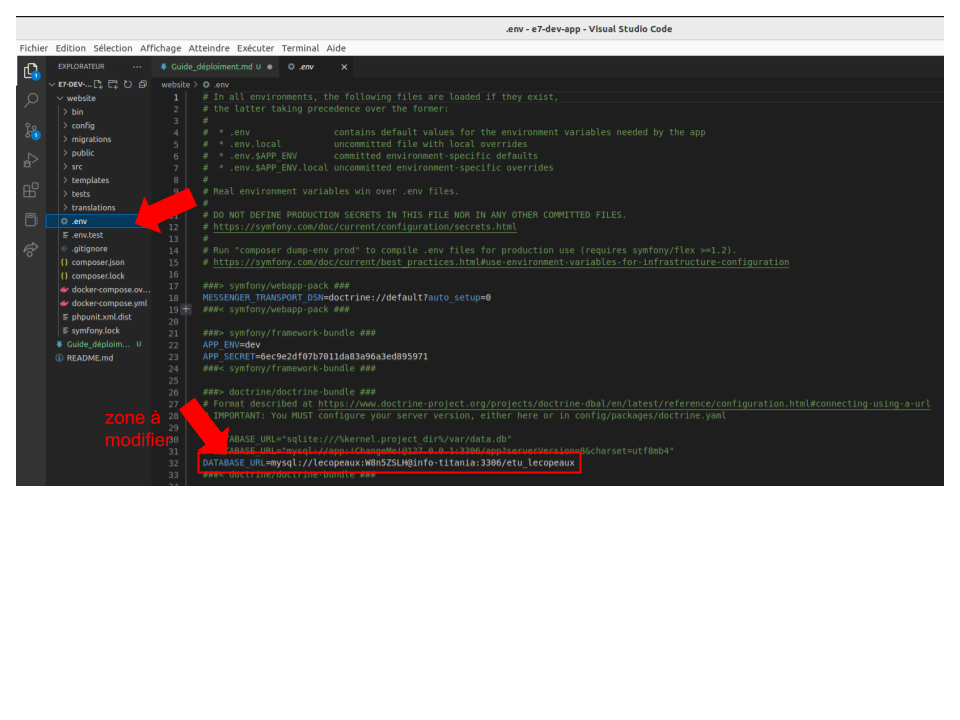 .env - e7-dev-app - Visual Studio Code
Fichier Edition Sélection Affichage Atteindre Exécuter Terminal Aide
EXPLORATEUR ...
Guide_déploiment.md U ● .env ×
E7-DEV-...
website > .env
website
bin
config
migrations
public
src
templates
tests
translations
.env
.env.test
.gitignore
{} composer.json
{} composer.lock
docker-compose.ov...
docker-compose.yml
phpunit.xml.dist
symfony.lock
Guide_déploim... U
README.md
1 # In all environments, the following files are loaded if they exist,
2 # the latter taking precedence over the former:
3 #
4 # * .env contains default values for the environment variables needed by the app
5 # * .env.local uncommitted file with local overrides
6 # * .env.$APP_ENV committed environment-specific defaults
7 # * .env.$APP_ENV.local uncommitted environment-specific overrides
8 #
9 # Real environment variables win over .env files.
#
11 # DO NOT DEFINE PRODUCTION SECRETS IN THIS FILE NOR IN ANY OTHER COMMITTED FILES.
12 # https://symfony.com/doc/current/configuration/secrets.html
13 #
14 # Run "composer dump-env prod" to compile .env files for production use (requires symfony/flex >=1.2).
15 # https://symfony.com/doc/current/best_practices.html#use-environment-variables-for-infrastructure-configuration
16
17 ###> symfony/webapp-pack ###
18 MESSENGER_TRANSPORT_DSN=doctrine://default?auto_setup=0
19 ###< symfony/webapp-pack ###
20
21 ###> symfony/framework-bundle ###
22 APP_ENV=dev
23 APP_SECRET=6ec9e2df07b7011da83a96a3ed895971
24 ###< symfony/framework-bundle ###
25
26 ###> doctrine/doctrine-bundle ###
27 # Format described at https://www.doctrine-project.org/projects/doctrine-dbal/en/latest/reference/configuration.html#connecting-using-a-url
28 # IMPORTANT: You MUST configure your server version, either here or in config/packages/doctrine.yaml
29
30 DATABASE_URL="sqlite:///%kernel.project_dir%/var/data.db"
31 DATABASE_URL="mysql://app:!ChangeMe!@127.0.0.1:3306/app?serverVersion=8&charset=utf8mb4"
32 DATABASE_URL=mysql://lecopeaux:W8n5ZSLH@info-titania:3306/etu_lecopeaux
33 ###< doctrine/doctrine-bundle ###
zone à
modifier